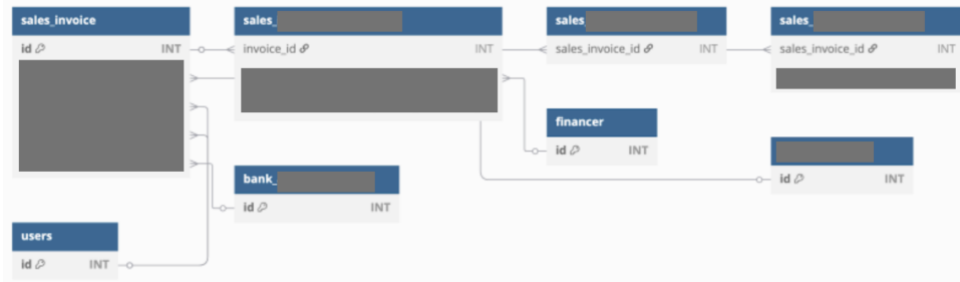 sales_invoice
id INT
sales_
invoice_id INT
sales
sales_invoice_id INT
sales_
sales_invoice_id INT
financer
id INT
id INT
bank_
id INT
users
id INT